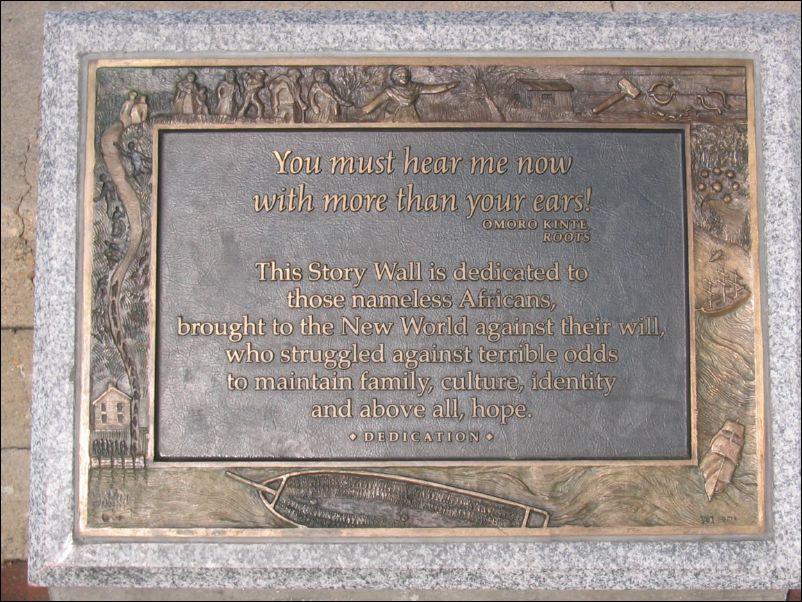 You must hear me now
with more than your ears!
OMORO KINTE,
ROOTS
This Story Wall is dedicated to
those nameless Africans,
brought to the New World against their will,
who struggled against terrible odds
to maintain family, culture, identity
and above all, hope.
◆ DEDICATION ◆